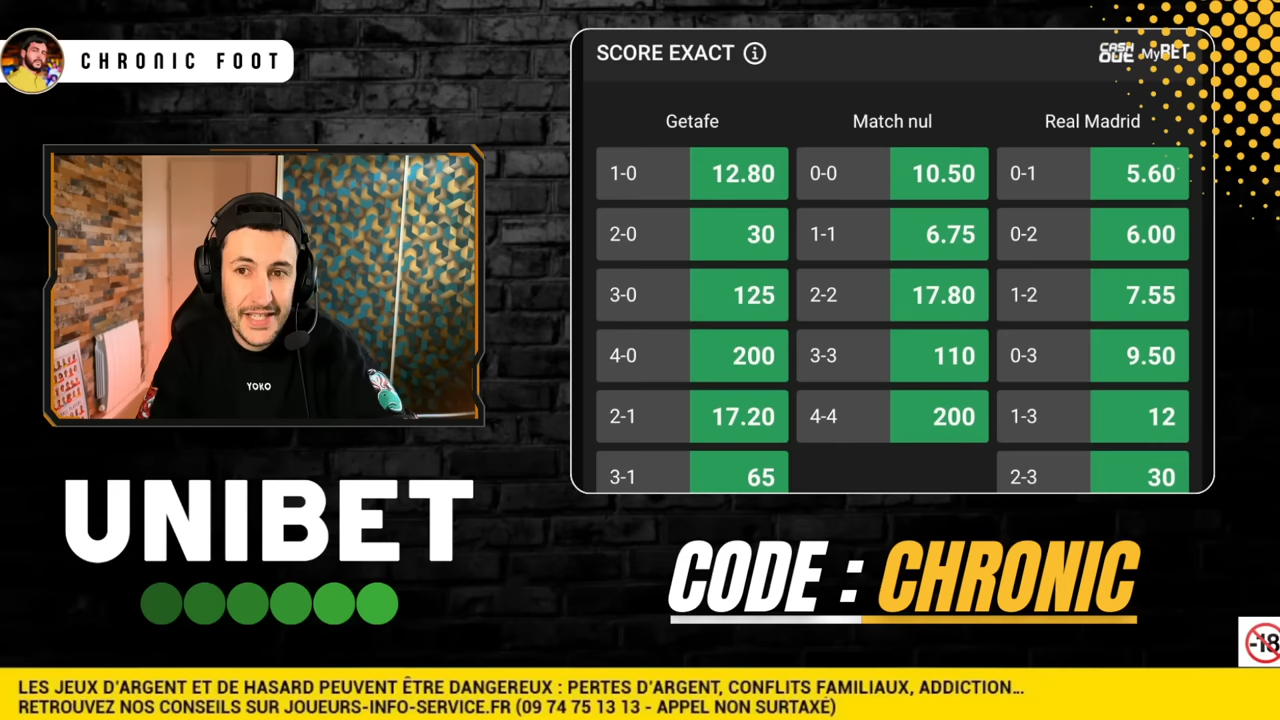 CHRONIC FOOT
SCORE EXACT
CASH OUT MyBET
Getafe Match nul Real Madrid
1-0 12.80 0-0 10.50 0-1 5.60
2-0 30 1-1 6.75 0-2 6.00
3-0 125 2-2 17.80 1-2 7.55
4-0 200 3-3 110 0-3 9.50
2-1 17.20 4-4 200 1-3 12
3-1 65 2-3 30
YOKO
UNIBET
CODE : CHRONIC
-18
LES JEUX D'ARGENT ET DE HASARD PEUVENT ÊTRE DANGEREUX : PERTES D'ARGENT, CONFLITS FAMILIAUX, ADDICTION...
RETROUVEZ NOS CONSEILS SUR JOUEURS-INFO-SERVICE.FR (09 74 75 13 13 - APPEL NON SURTAXÉ)